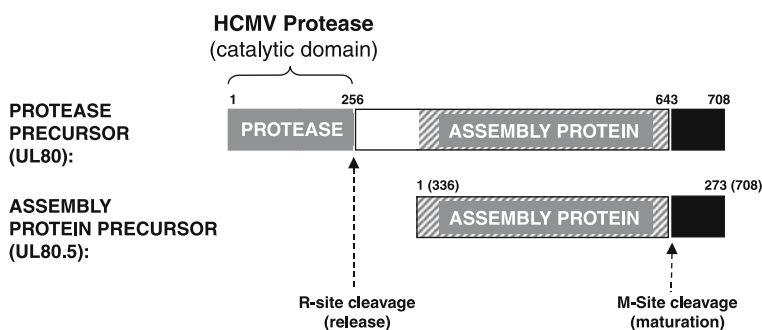 HCMV Protease
(catalytic domain)
1 256 643 708
PROTEASE
PRECURSOR
(UL80):
PROTEASE ASSEMBLY PROTEIN
1 (336) 273 (708)
ASSEMBLY
PROTEIN PRECURSOR
(UL80.5):
ASSEMBLY PROTEIN
R-site cleavage
(release)
M-Site cleavage
(maturation)